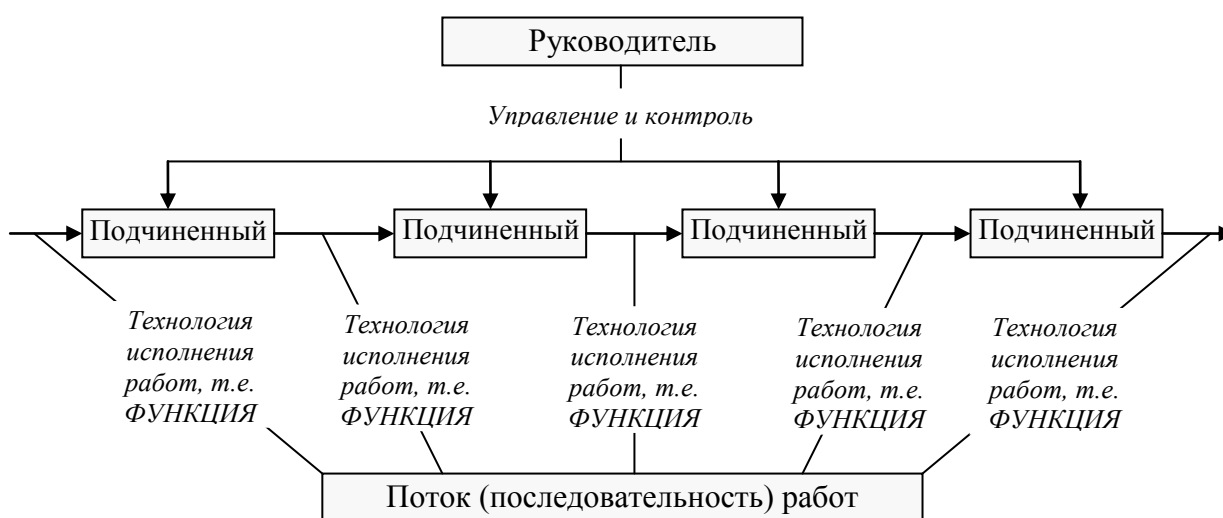 Руководитель
Управление и контроль
Подчиненный
Подчиненный
Подчиненный
Подчиненный
Технология
исполнения
работ, т.е.
ФУНКЦИЯ
Технология
исполнения
работ, т.е.
ФУНКЦИЯ
Технология
исполнения
работ, т.е.
ФУНКЦИЯ
Технология
исполнения
работ, т.е.
ФУНКЦИЯ
Технология
исполнения
работ, т.е.
ФУНКЦИЯ
Поток (последовательность) работ